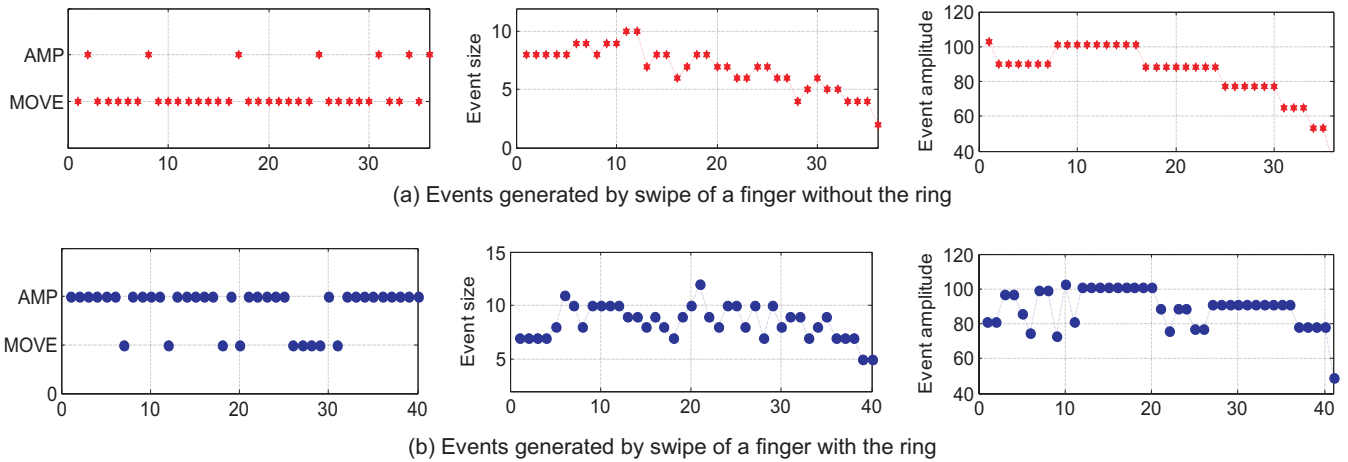 AMP
MOVE
0 10 20 30
Event size
10
5
0
0 10 20 30
Event amplitude
120
100
80
60
40
0 10 20 30
(a) Events generated by swipe of a finger without the ring
AMP
MOVE
0
0 10 20 30 40
Event size
15
10
5
0 10 20 30 40
Event amplitude
120
100
80
60
40
0 10 20 30 40
(b) Events generated by swipe of a finger with the ring